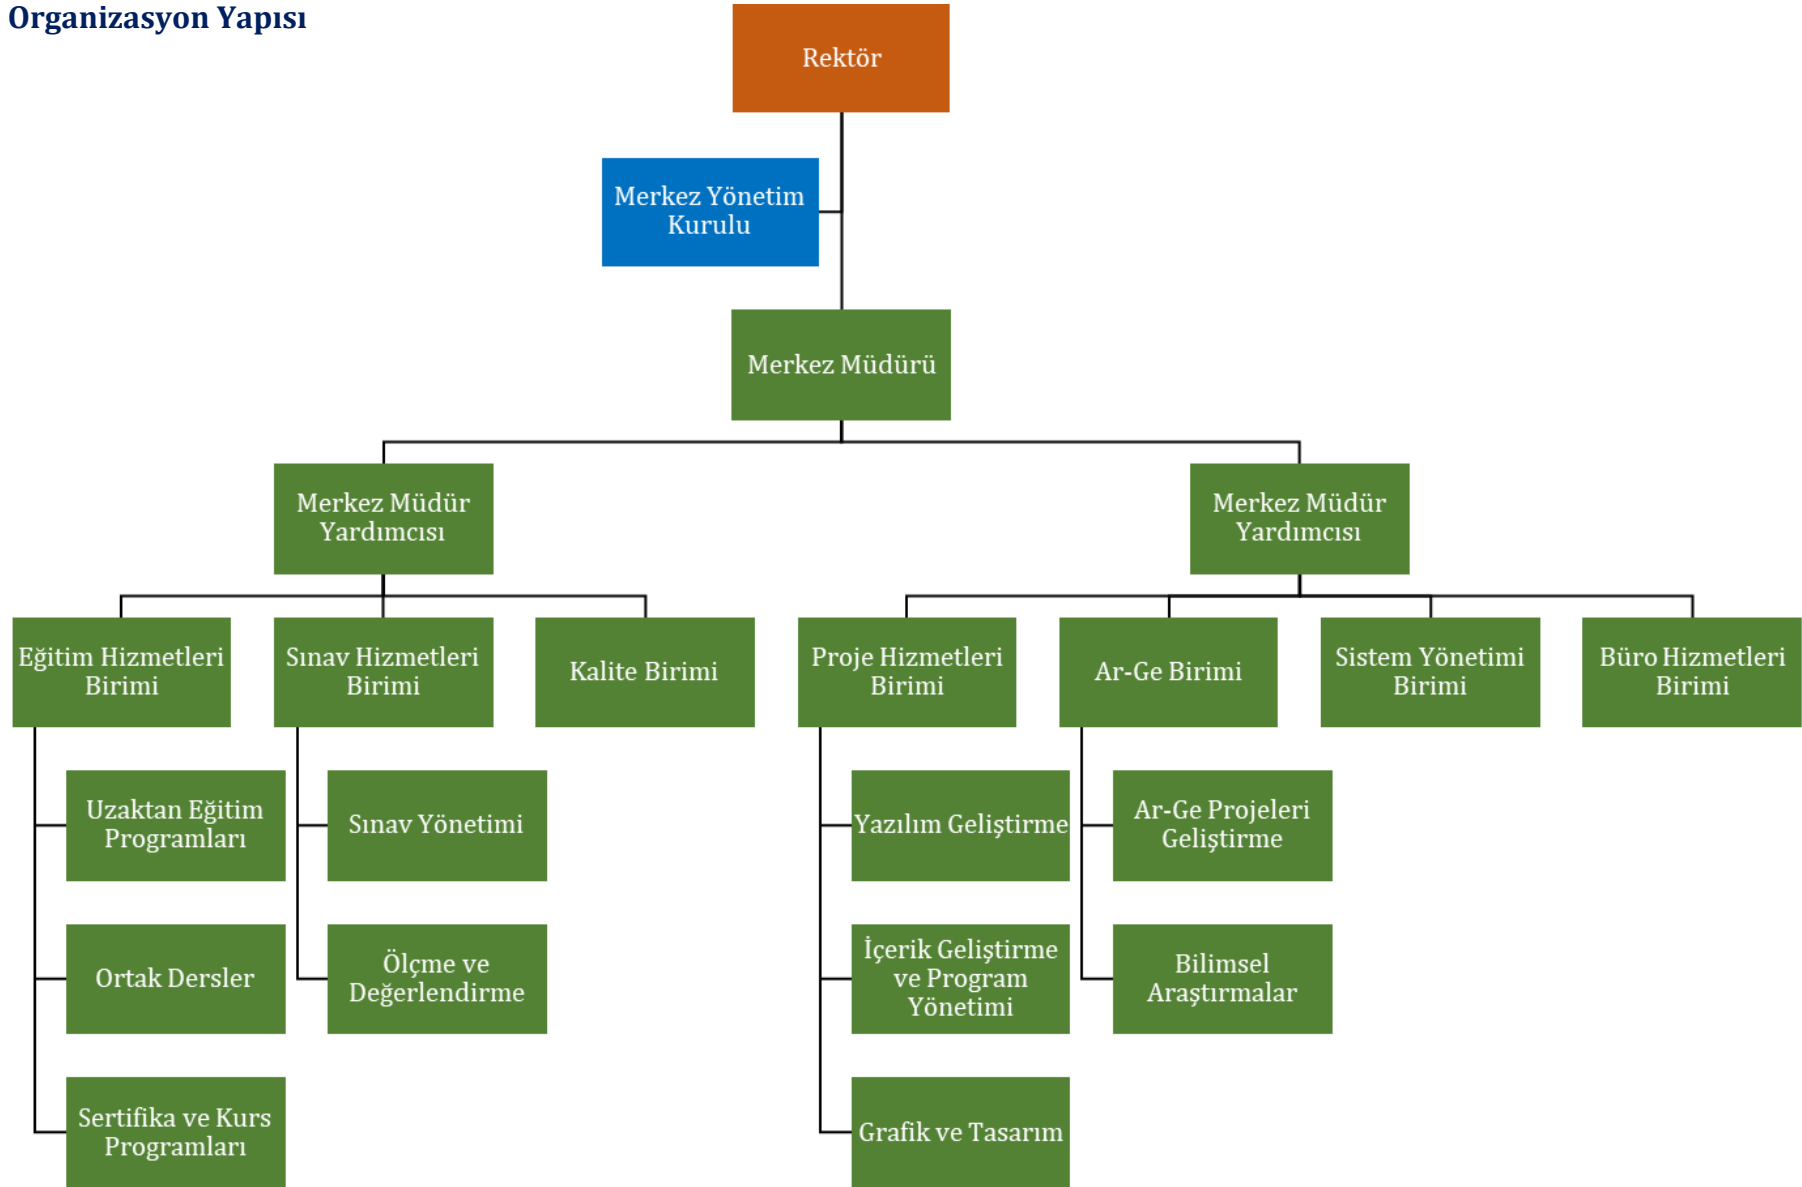 Organizasyon Yapısı
Rektör
Merkez Yönetim
Kurulu
Merkez Müdürü
Merkez Müdür
Yardımcısı
Merkez Müdür
Yardımcısı
Eğitim Hizmetleri
Birimi
Sınav Hizmetleri
Birimi
Kalite Birimi
Proje Hizmetleri
Birimi
Ar-Ge Birimi
Sistem Yönetimi
Birimi
Büro Hizmetleri
Birimi
Uzaktan Eğitim
Programları
Sınav Yönetimi
Yazılım Geliştirme
Ar-Ge Projeleri
Geliştirme
Ortak Dersler
Ölçme ve
Değerlendirme
İçerik Geliştirme
ve Program
Yönetimi
Bilimsel
Araştırmalar
Sertifika ve Kurs
Programları
Grafik ve Tasarım